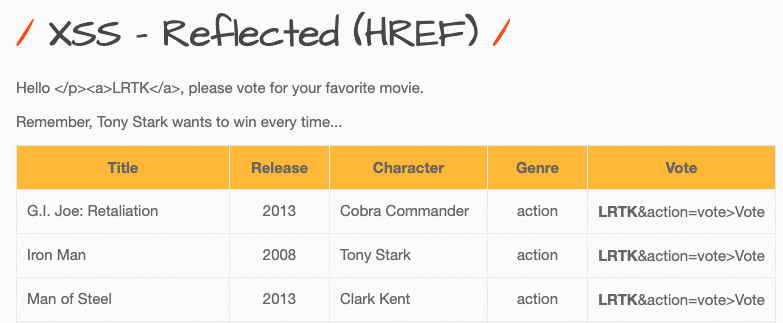 / XSS - Reflected (HREF) /
Hello </p><a>LRTK</a>, please vote for your favorite movie.
Remember, Tony Stark wants to win every time...
Title Release Character Genre Vote
G.I. Joe: Retaliation 2013 Cobra Commander action LRTK&action=vote>Vote
Iron Man 2008 Tony Stark action LRTK&action=vote>Vote
Man of Steel 2013 Clark Kent action LRTK&action=vote>Vote